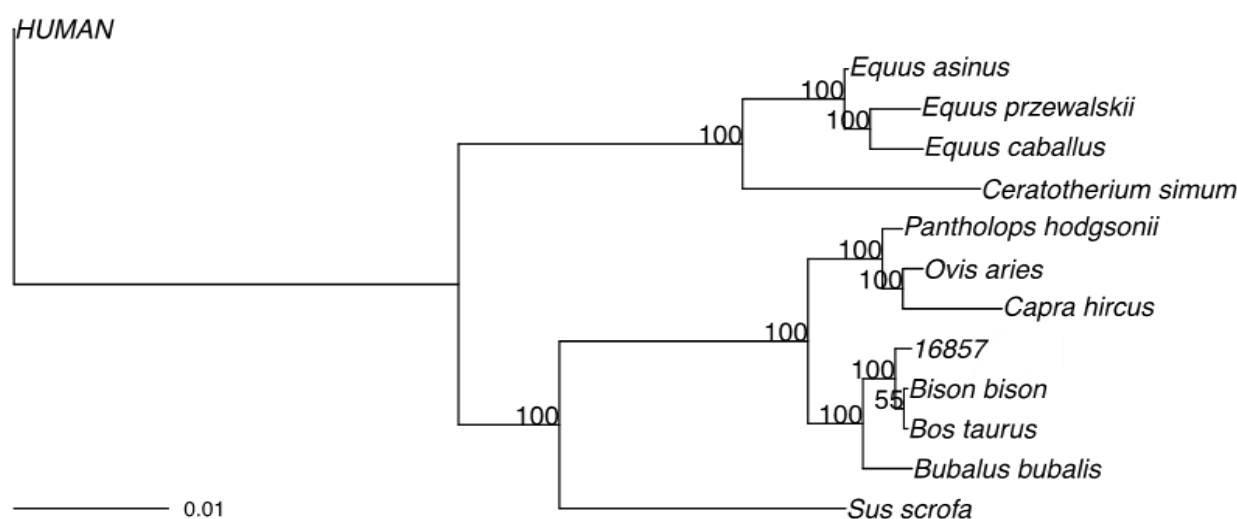 HUMAN
Equus asinus
100
Equus przewalskii
100
100
Equus caballus
Ceratotherium simum
Pantholops hodgsonii
100
Ovis aries
100
Capra hircus
100
16857
100
Bison bison
55
100
100
Bos taurus
Bubalus bubalis
0.01
Sus scrofa